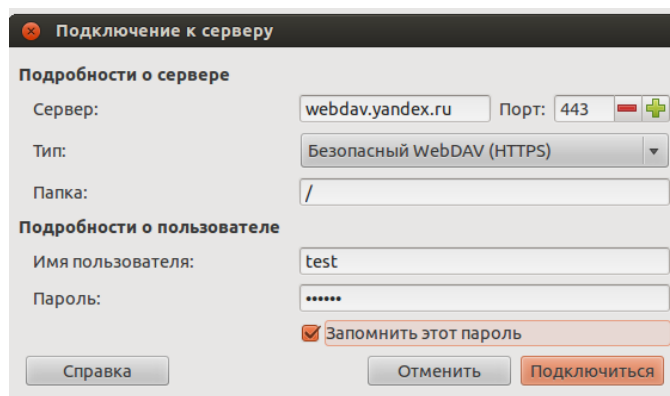 Подключение к серверу
Подробности о сервере
Сервер: webdav.yandex.ru Порт: 443
Тип: Безопасный WebDAV (HTTPS)
Папка: /
Подробности о пользователе
Имя пользователя: test
Пароль: ••••••
Запомнить этот пароль
Справка Отменить Подключиться